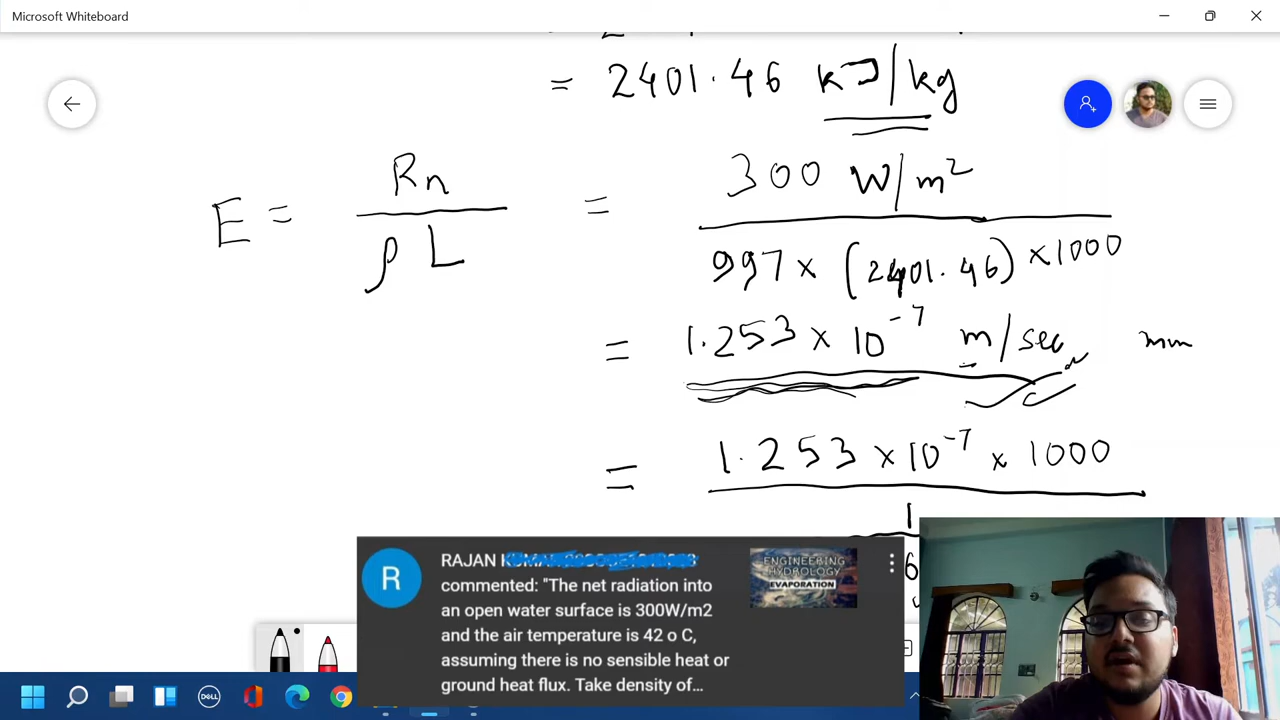 Microsoft Whiteboard
= 2401.46 kJ/kg
E = Rn / ρ L = 300 W/m² / 997 × (2401.46) × 1000
= 1.253 × 10⁻⁷ m/sec mm
= 1.253 × 10⁻⁷ × 1000
1
6
R
RAJAN
commented: "The net radiation into
an open water surface is 300W/m2
and the air temperature is 42 o C,
assuming there is no sensible heat or
ground heat flux. Take density of...
ENGINEERING
HYDROLOGY
EVAPORATION
DELL